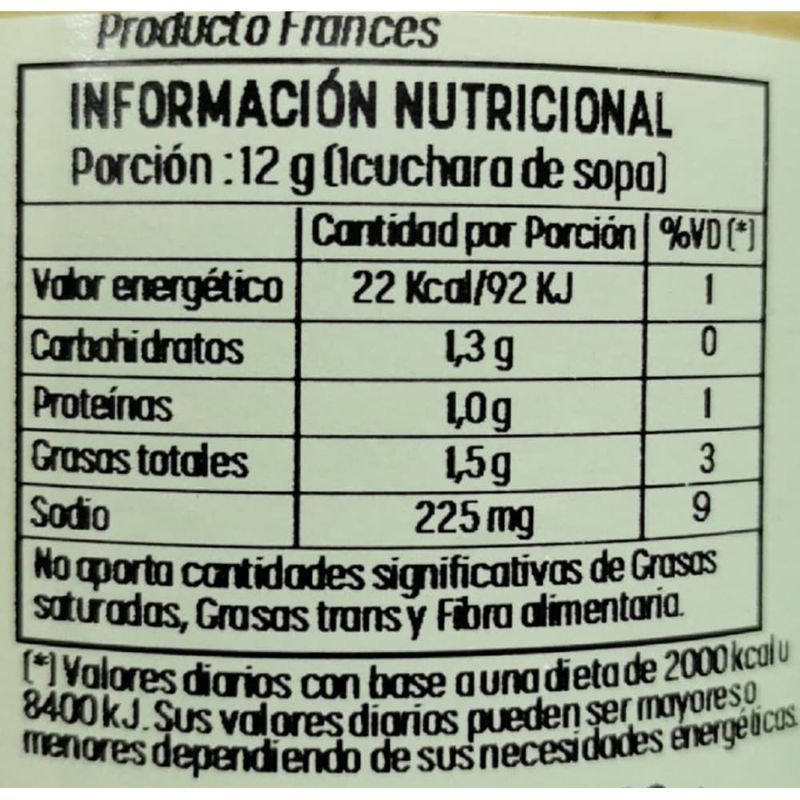 Producto Frances
INFORMACIÓN NUTRICIONAL
Porción :12 g (1cuchara de sopa)
Cantidad por Porción %VD (*)
Valor energético 22 Kcal/92 KJ 1
Carbohidratos 1,3 g 0
Proteínas 1,0 g 1
Grasas totales 1,5 g 3
Sodio 225 mg 9
No aporta cantidades significativas de Grasas
saturadas, Grasas trans y Fibra alimentaria.
(*) Valores diarios con base a una dieta de 2000 kcal u
8400 kJ. Sus valores diarios pueden ser mayores o
menores dependiendo de sus necesidades energéticas.